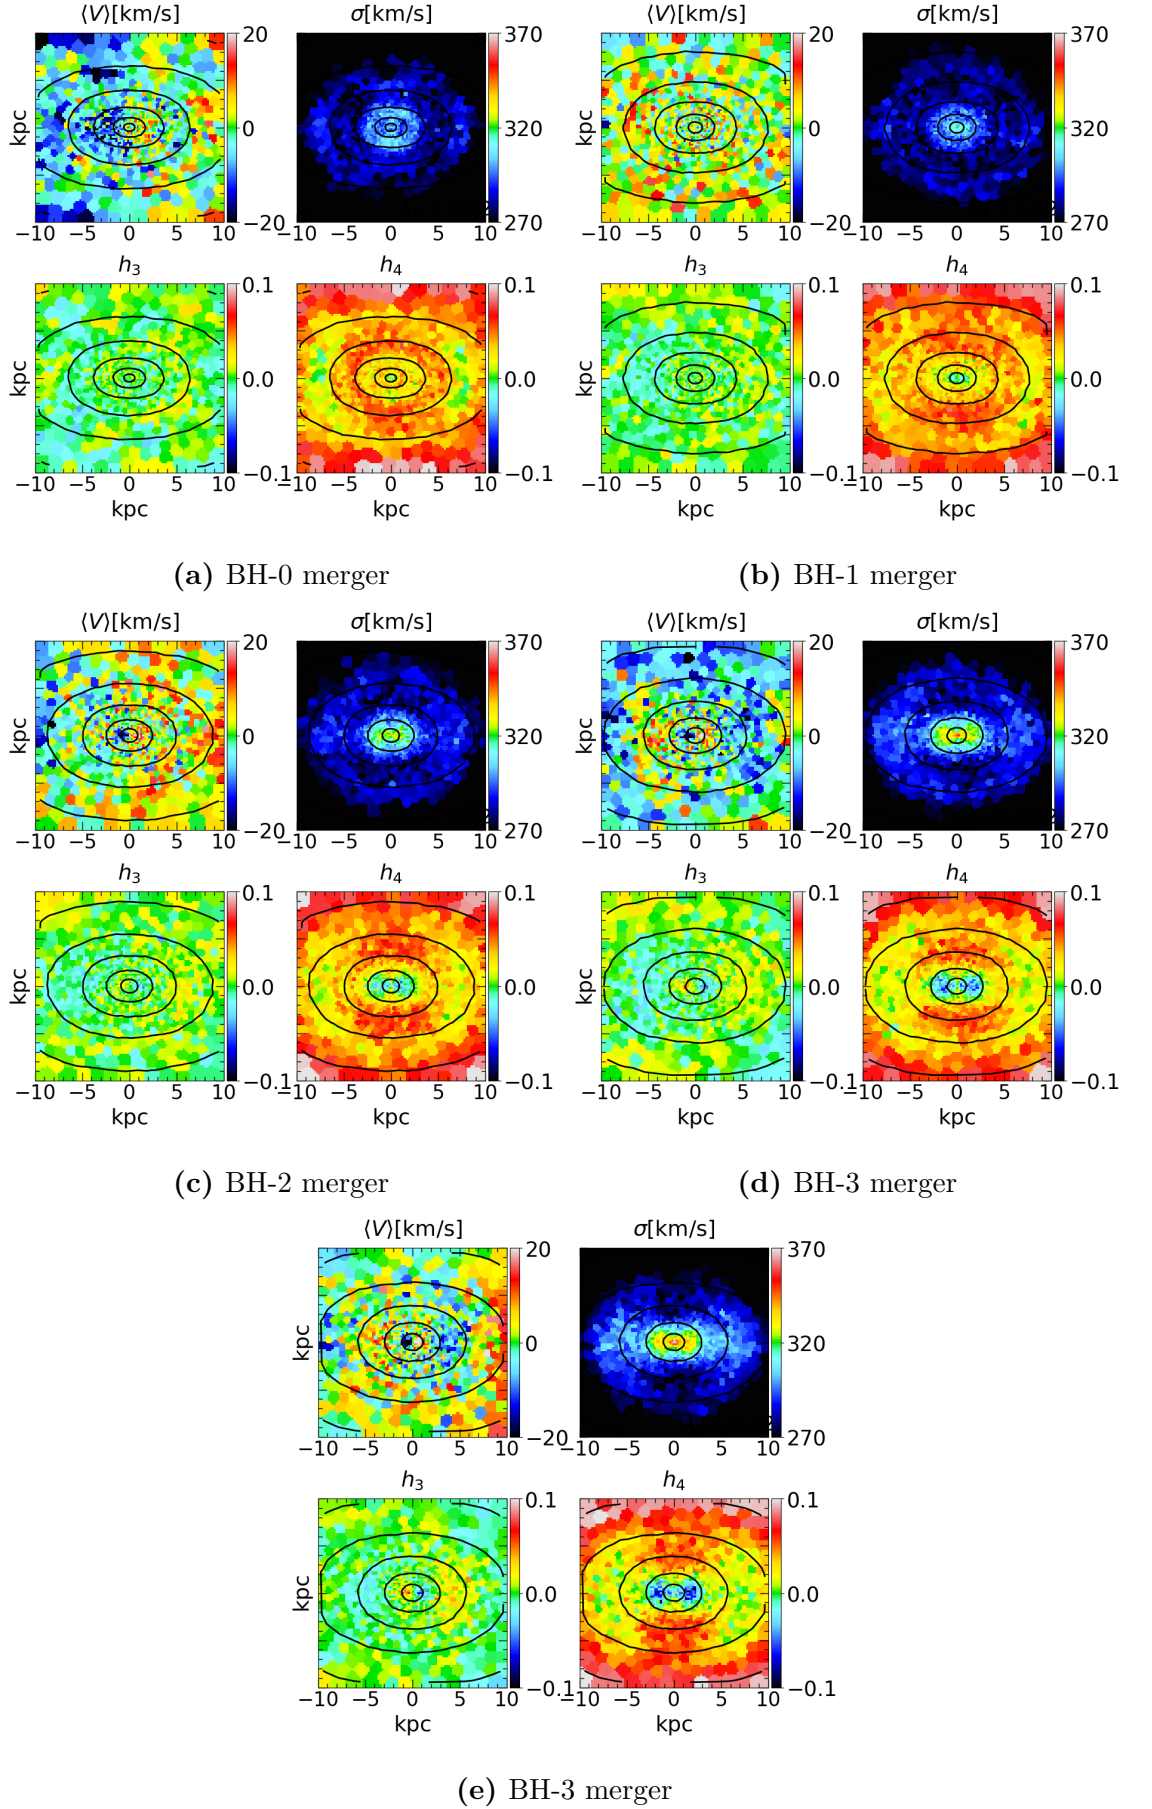 ⟨V⟩[km/s] σ[km/s] ⟨V⟩[km/s] σ[km/s]
20 370 20 370
kpc 0 320 kpc 0 320
−20 270 −20 270
−10 −5 0 5 10 −10 −5 0 5 10 −10 −5 0 5 10 −10 −5 0 5 10
h3 h4 h3 h4
0.1 0.1 0.1 0.1
kpc 0.0 0.0 kpc 0.0 0.0
−0.1 −0.1 −0.1 −0.1
−10 −5 0 5 10 −10 −5 0 5 10 −10 −5 0 5 10 −10 −5 0 5 10
kpc kpc kpc kpc
(a) BH-0 merger (b) BH-1 merger
⟨V⟩[km/s] σ[km/s] ⟨V⟩[km/s] σ[km/s]
20 370 20 370
kpc 0 320 kpc 0 320
−20 270 −20 270
−10 −5 0 5 10 −10 −5 0 5 10 −10 −5 0 5 10 −10 −5 0 5 10
h3 h4 h3 h4
0.1 0.1 0.1 0.1
kpc 0.0 0.0 kpc 0.0 0.0
−0.1 −0.1 −0.1 −0.1
−10 −5 0 5 10 −10 −5 0 5 10 −10 −5 0 5 10 −10 −5 0 5 10
kpc kpc kpc kpc
(c) BH-2 merger (d) BH-3 merger
⟨V⟩[km/s] σ[km/s]
20 370
kpc 0 320
−20 270
−10 −5 0 5 10 −10 −5 0 5 10
h3 h4
0.1 0.1
kpc 0.0 0.0
−0.1 −0.1
−10 −5 0 5 10 −10 −5 0 5 10
kpc kpc
(e) BH-3 merger